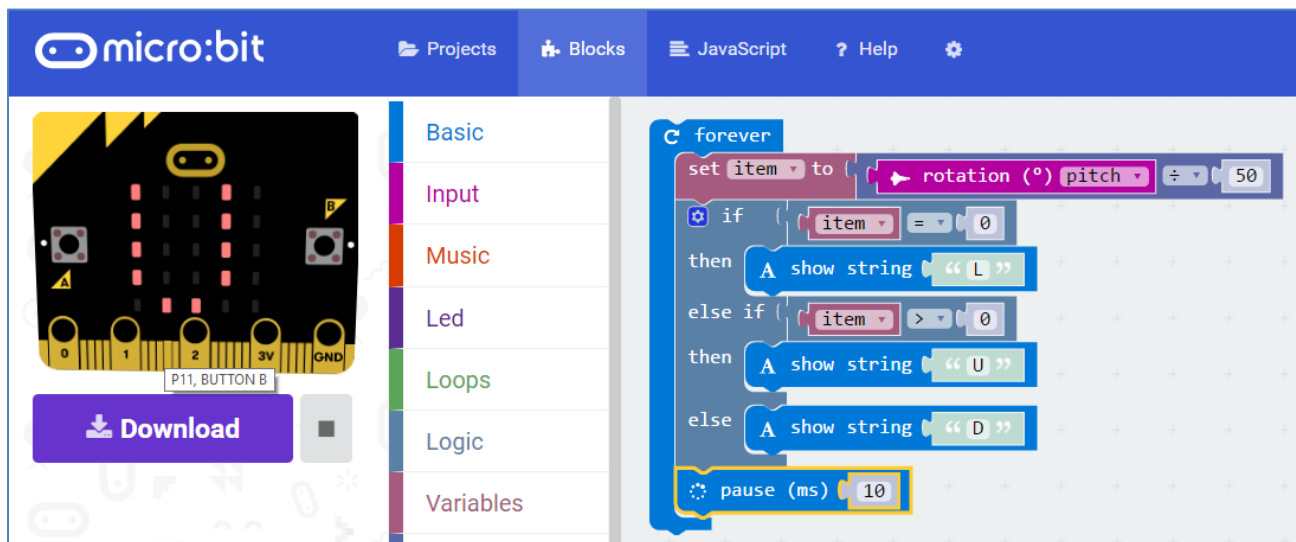 micro:bit
Projects
Blocks
JavaScript
? Help
B
A
0 1 2 3V GND
P11, BUTTON B
Download
Basic
Input
Music
Led
Loops
Logic
Variables
forever
set item to rotation (°) pitch ÷ 50
if item = 0
then A show string “ L ”
else if item > 0
then A show string “ U ”
else A show string “ D ”
pause (ms) 10